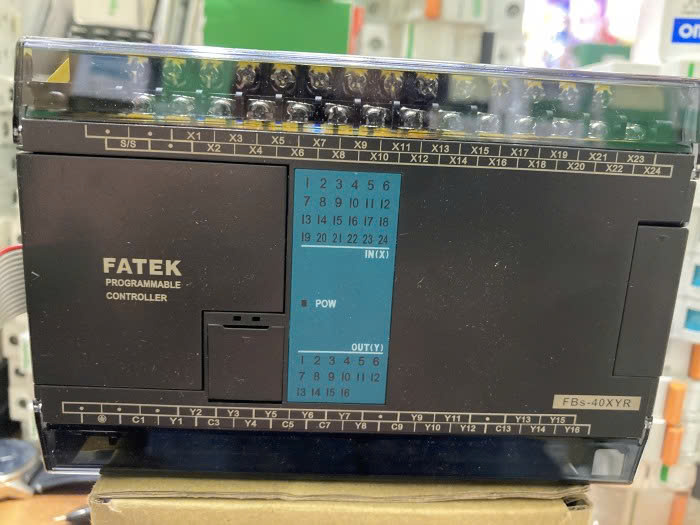 OM
• • X1 X3 X5 X7 X9 X11 X13 X15 X17 X19 X21 X23
S/S • X2 X4 X6 X8 X10 X12 X14 X16 X18 X20 X22 X24
1 2 3 4 5 6
7 8 9 10 11 12
13 14 15 16 17 18
19 20 21 22 23 24
IN(X)
FATEK
PROGRAMMABLE
CONTROLLER
POW
OUT(Y)
1 2 3 4 5 6
7 8 9 10 11 12
13 14 15 16
FBs-40XYR
• • • Y2 Y3 Y5 Y6 Y7 • Y9 Y11 • Y13 Y15
C1 Y1 C3 Y4 C5 C7 Y8 C9 Y10 Y12 C13 Y14 Y16